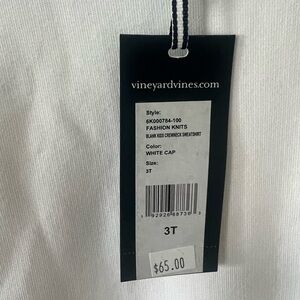 vineyardvines.com
Style:
6K000784-100
FASHION KNITS
BLANK KIDS CREWNECK SWEATSHIRT
Color:
WHITE CAP
Size:
3T
3T
$65.00